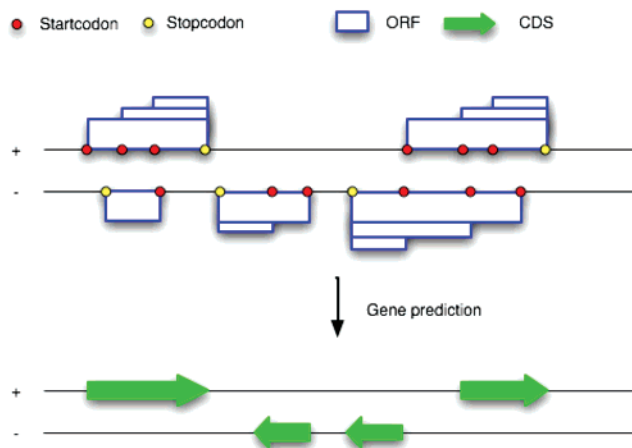 Startcodon Stopcodon ORF CDS
+
-
Gene prediction
+
-